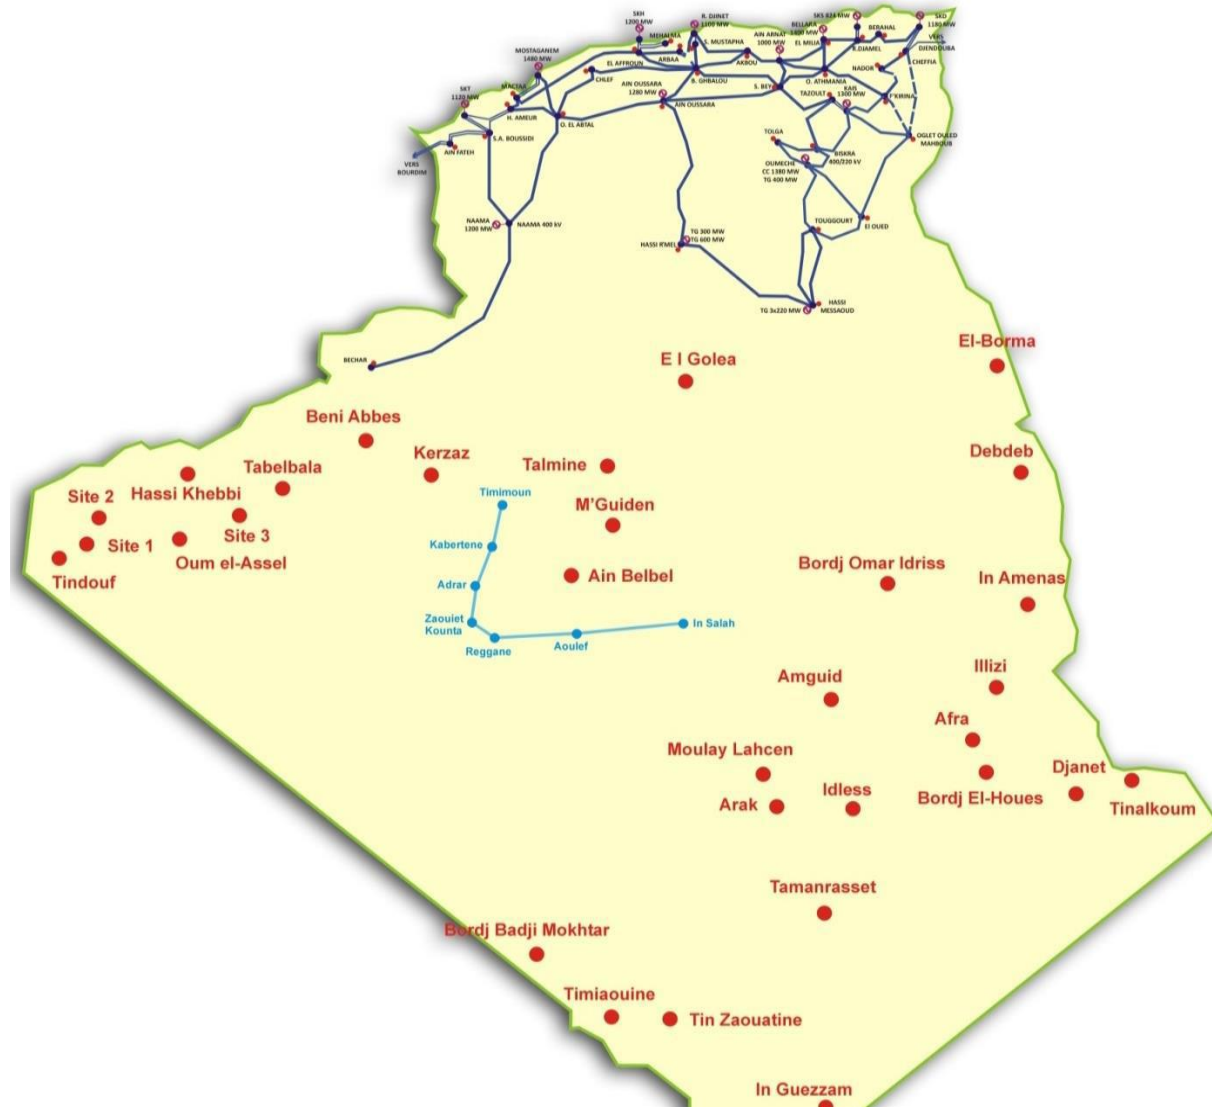 SKH
1200 MW
MEHALMA
R. DJINET
1100 MW
S. MUSTAPHA
AIN ARNAT
1000 MW
BELLARA
1300 MW
EL MILIA
SKS 824 MW
BERAHAL
R.DJAMEL
SKD
1180 MW
VERS
DJENDOUBA
CHEFFIA
NADOR
MOSTAGANEM
1480 MW
EL AFFROUN
ARBAA
AKBOU
CHLEF
B. GHBALOU
O. ATHMANIA
S. BEY
SKT
1120 MW
MACTAA
AIN OUSSARA
1280 MW
AIN OUSSARA
TAZOULT
KAIS
1300 MW
F'KIRINA
H. AMEUR
O. EL ABTAL
S.A. BOUSSIDI
AIN FATEH
VERS
BOURDIM
TOLGA
BISKRA
400/220 kV
OGLET OULED
MAHBOUB
OUMECHE
CC 1380 MW
TG 400 MW
NAAMA
1200 MW
NAAMA 400 kV
TOUGGOURT
El OUED
HASSI R'MEL
TG 300 MW
TG 600 MW
TG 3x220 MW
HASSI
MESSAOUD
BECHAR
E l Golea
El-Borma
Beni Abbes
Kerzaz
Talmine
Debdeb
Tabelbala
Hassi Khebbi
Site 2
Timimoun
M'Guiden
Site 3
Site 1
Oum el-Assel
Tindouf
Kabertene
Adrar
Ain Belbel
Bordj Omar Idriss
In Amenas
Zaouiet
Kounta
Reggane
Aoulef
In Salah
Amguid
Illizi
Afra
Moulay Lahcen
Arak
Idless
Bordj El-Houes
Djanet
Tinalkoum
Tamanrasset
Bordj Badji Mokhtar
Timiaouine
Tin Zaouatine
In Guezzam